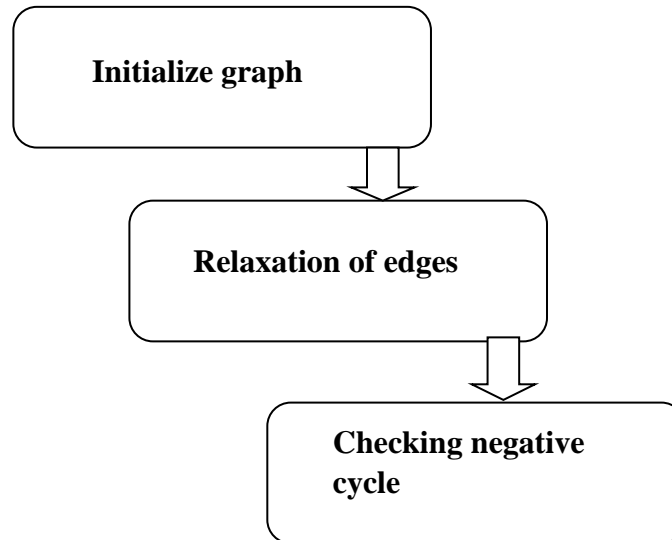 Initialize graph
Relaxation of edges
Checking negative
cycle